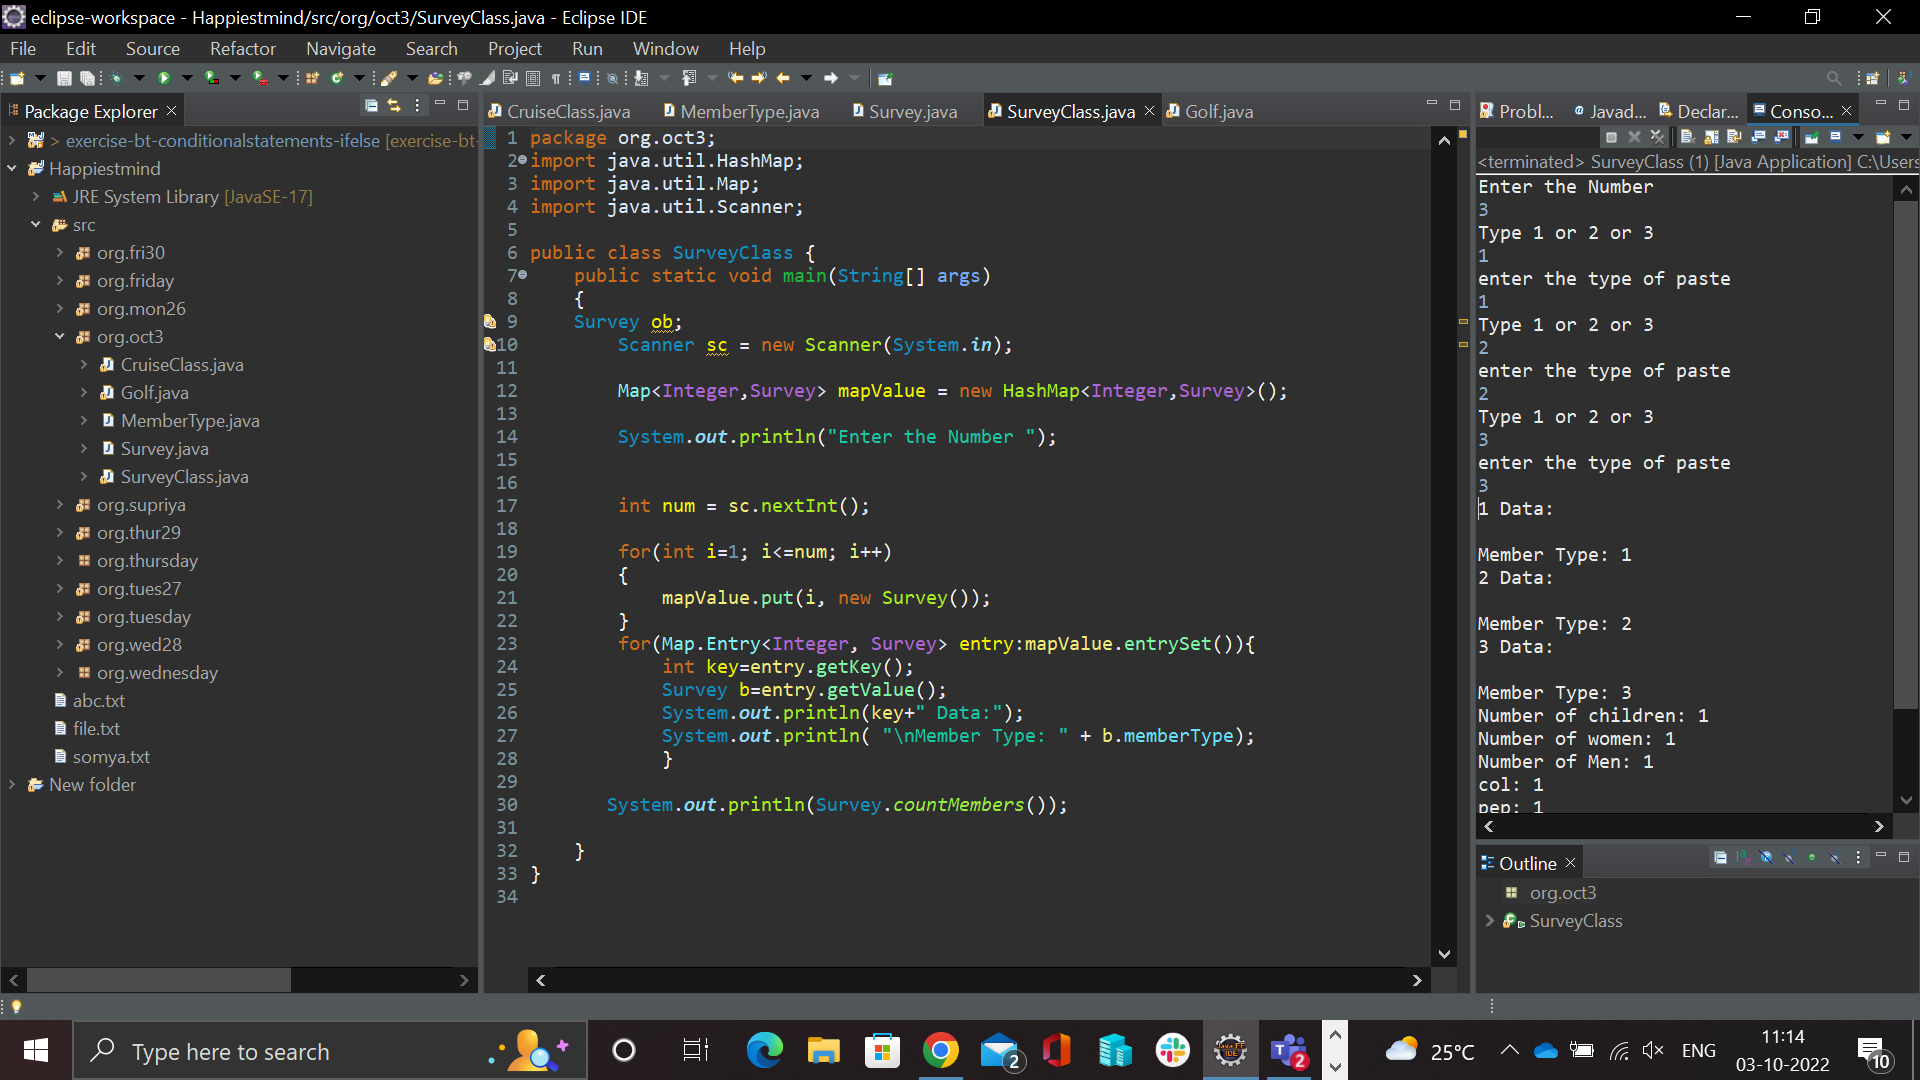 eclipse-workspace - Happiestmind/src/org/oct3/SurveyClass.java - Eclipse IDE
File Edit Source Refactor Navigate Search Project Run Window Help
Package Explorer
> exercise-bt-conditionalstatements-ifelse [exercise-bt-
Happiestmind
JRE System Library [JavaSE-17]
src
org.fri30
org.friday
org.mon26
org.oct3
CruiseClass.java
Golf.java
MemberType.java
Survey.java
SurveyClass.java
org.supriya
org.thur29
org.thursday
org.tues27
org.tuesday
org.wed28
org.wednesday
abc.txt
file.txt
somya.txt
New folder
CruiseClass.java MemberType.java Survey.java SurveyClass.java Golf.java
1 package org.oct3;
2 import java.util.HashMap;
3 import java.util.Map;
4 import java.util.Scanner;
5
6 public class SurveyClass {
7 public static void main(String[] args)
8 {
9 Survey ob;
10 Scanner sc = new Scanner(System.in);
11
12 Map<Integer,Survey> mapValue = new HashMap<Integer,Survey>();
13
14 System.out.println("Enter the Number ");
15
16
17 int num = sc.nextInt();
18
19 for(int i=1; i<=num; i++)
20 {
21 mapValue.put(i, new Survey());
22 }
23 for(Map.Entry<Integer, Survey> entry:mapValue.entrySet()){
24 int key=entry.getKey();
25 Survey b=entry.getValue();
26 System.out.println(key+" Data:");
27 System.out.println( "\nMember Type: " + b.memberType);
28 }
29
30 System.out.println(Survey.countMembers());
31
32 }
33 }
34
Probl... Javad... Declar... Conso...
<terminated> SurveyClass (1) [Java Application] C:\Users
Enter the Number
3
Type 1 or 2 or 3
1
enter the type of paste
1
Type 1 or 2 or 3
2
enter the type of paste
2
Type 1 or 2 or 3
3
enter the type of paste
3
1 Data:
Member Type: 1
2 Data:
Member Type: 2
3 Data:
Member Type: 3
Number of children: 1
Number of women: 1
Number of Men: 1
col: 1
pep: 1
Outline
org.oct3
SurveyClass
Type here to search
2
Java EE
IDE
T
2
25°C
ENG
11:14
03-10-2022
10